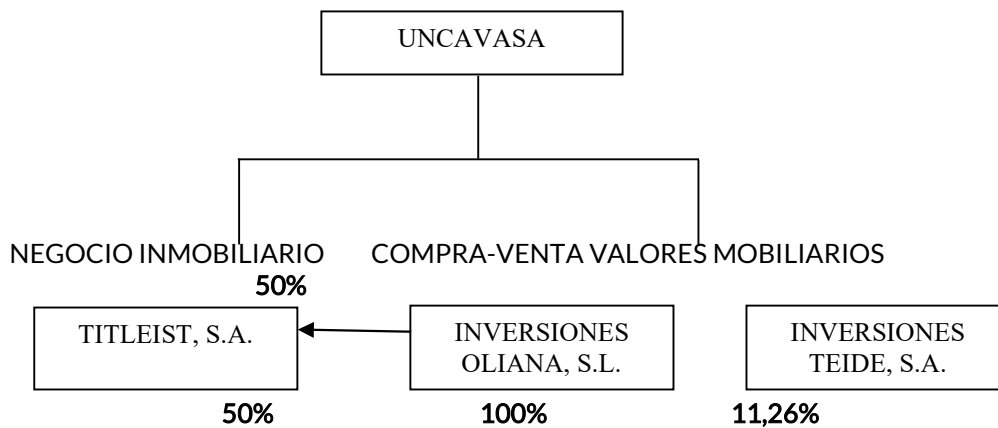 UNCAVASA
NEGOCIO INMOBILIARIO
COMPRA-VENTA VALORES MOBILIARIOS
50%
TITLEIST, S.A.
INVERSIONES
OLIANA, S.L.
INVERSIONES
TEIDE, S.A.
50%
100%
11,26%